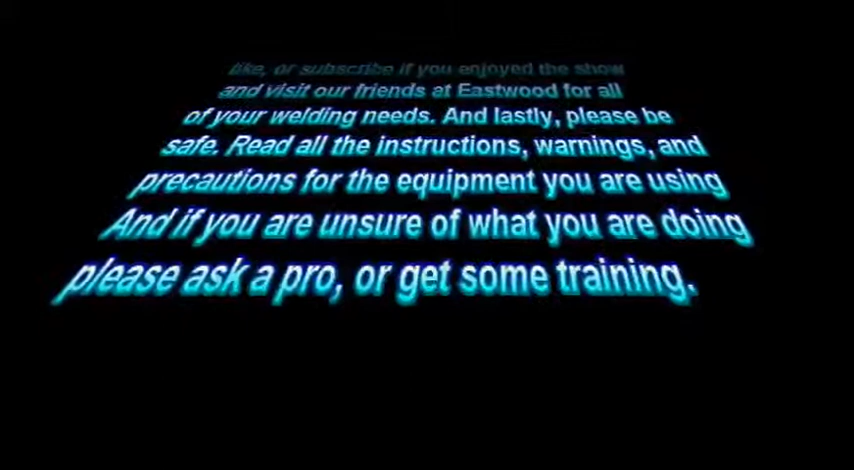 like, or subscribe if you enjoyed the show
and visit our friends at Eastwood for all
of your welding needs. And lastly, please be
safe. Read all the instructions, warnings, and
precautions for the equipment you are using
And if you are unsure of what you are doing
please ask a pro, or get some training.